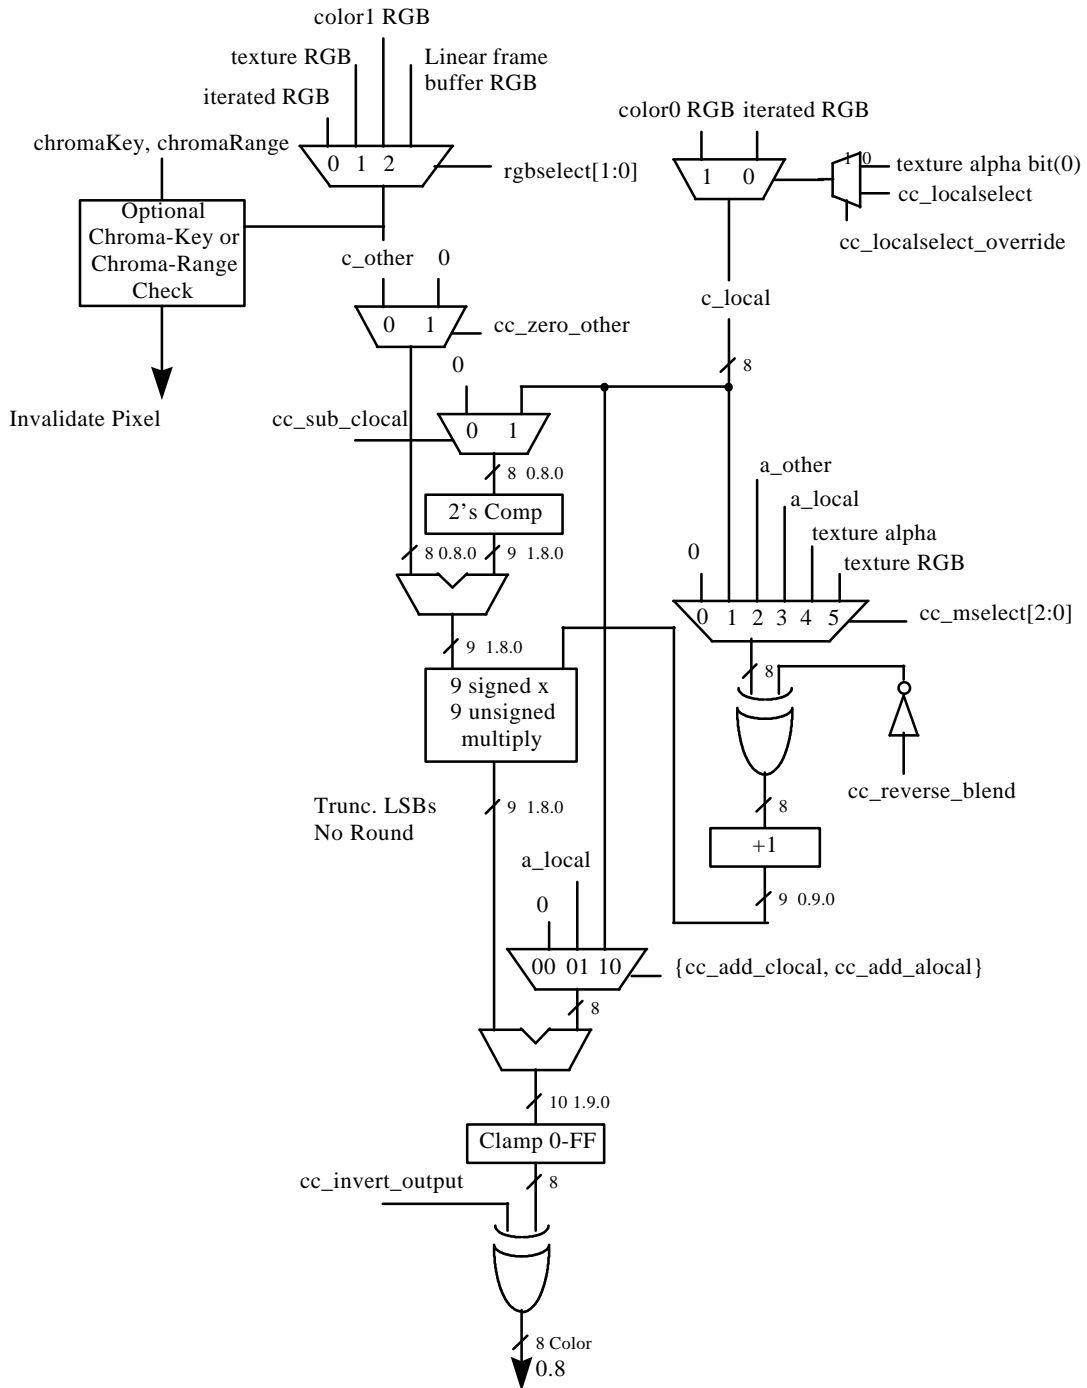 color1 RGB
texture RGB
Linear frame
buffer RGB
iterated RGB
color0 RGB iterated RGB
chromaKey, chromaRange
0 1 2
rgbselect[1:0]
1 0
1 0
texture alpha bit(0)
cc_localselect
cc_localselect_override
Optional
Chroma-Key or
Chroma-Range
Check
c_other 0
c_local
0 1
cc_zero_other
0
8
Invalidate Pixel
cc_sub_clocal
0 1
8 0.8.0
a_other
a_local
2's Comp
texture alpha
0
texture RGB
8 0.8.0
9 1.8.0
0 1 2 3 4 5
cc_mselect[2:0]
9 1.8.0
8
9 signed x
9 unsigned
multiply
cc_reverse_blend
Trunc. LSBs
No Round
9 1.8.0
8
+1
a_local
0
9 0.9.0
00 01 10
{cc_add_clocal, cc_add_alocal}
8
10 1.9.0
Clamp 0-FF
cc_invert_output
8
8 Color
0.8